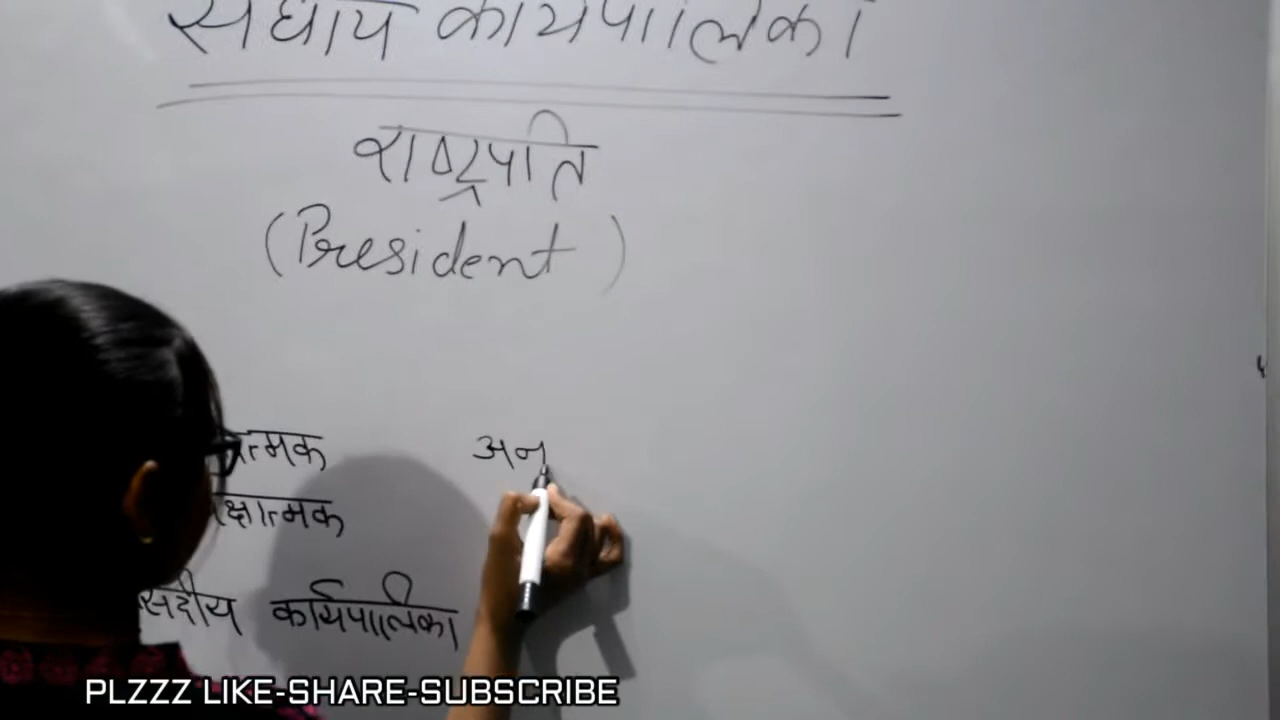 संघीय कार्यपालिका
राष्ट्रपति
(President)
त्मक
अन
क्षात्मक
सदीय कार्यपालिका
PLZZZ LIKE-SHARE-SUBSCRIBE